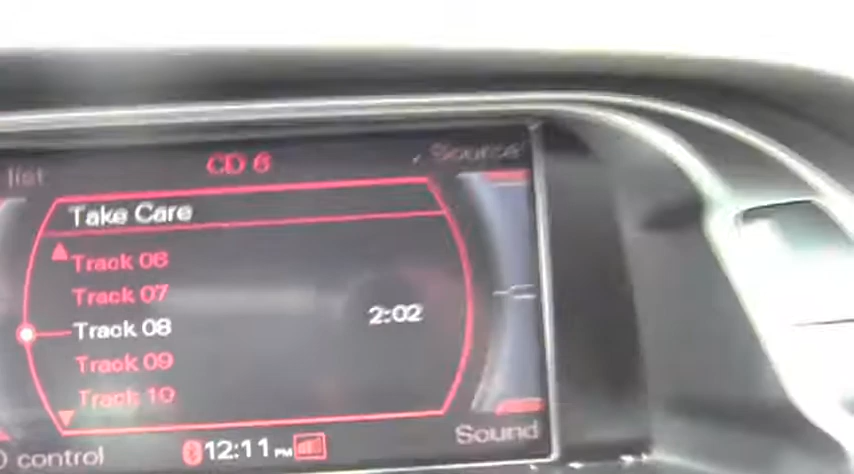 list CD 6 Source
Take Care
Track 06
Track 07
Track 08 2:02
Track 09
Track 10
Sound
control 12:11 PM